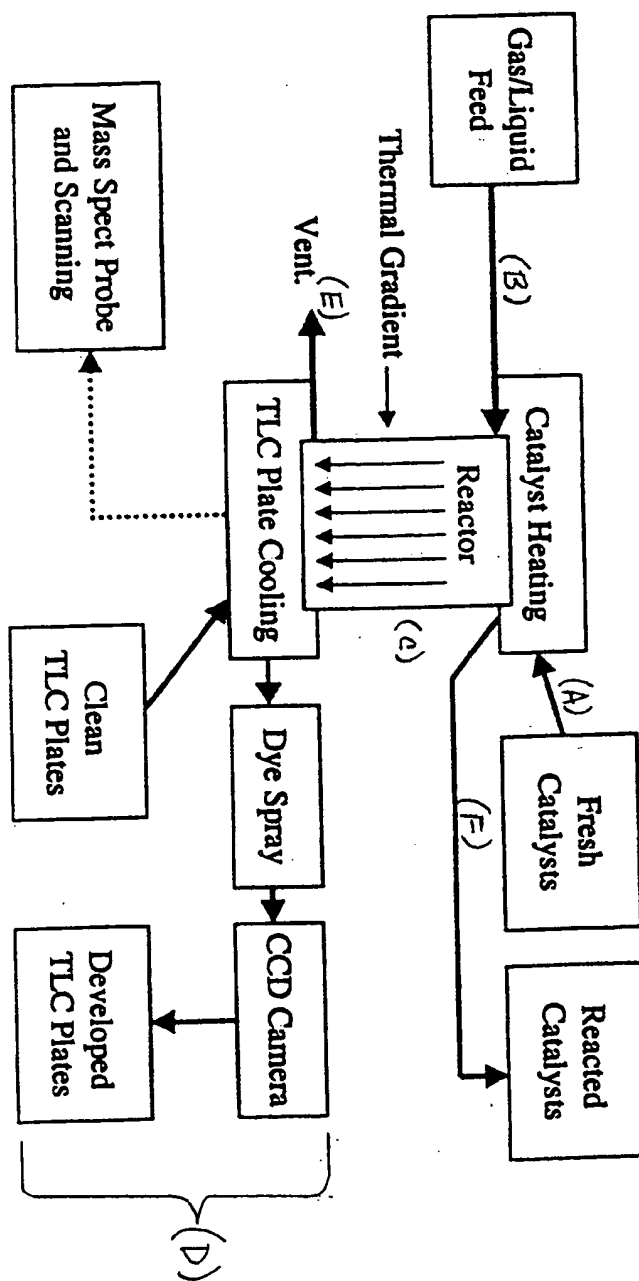 Gas/Liquid
Feed
(B)
Catalyst Heating
(A)
Fresh
Catalysts
Reacted
Catalysts
Thermal Gradient
Reactor
(C)
(F)
(E)
Vent.
TLC Plate Cooling
Dye Spray
CCD Camera
Mass Spect Probe
and Scanning
Clean
TLC Plates
Developed
TLC Plates
(D)